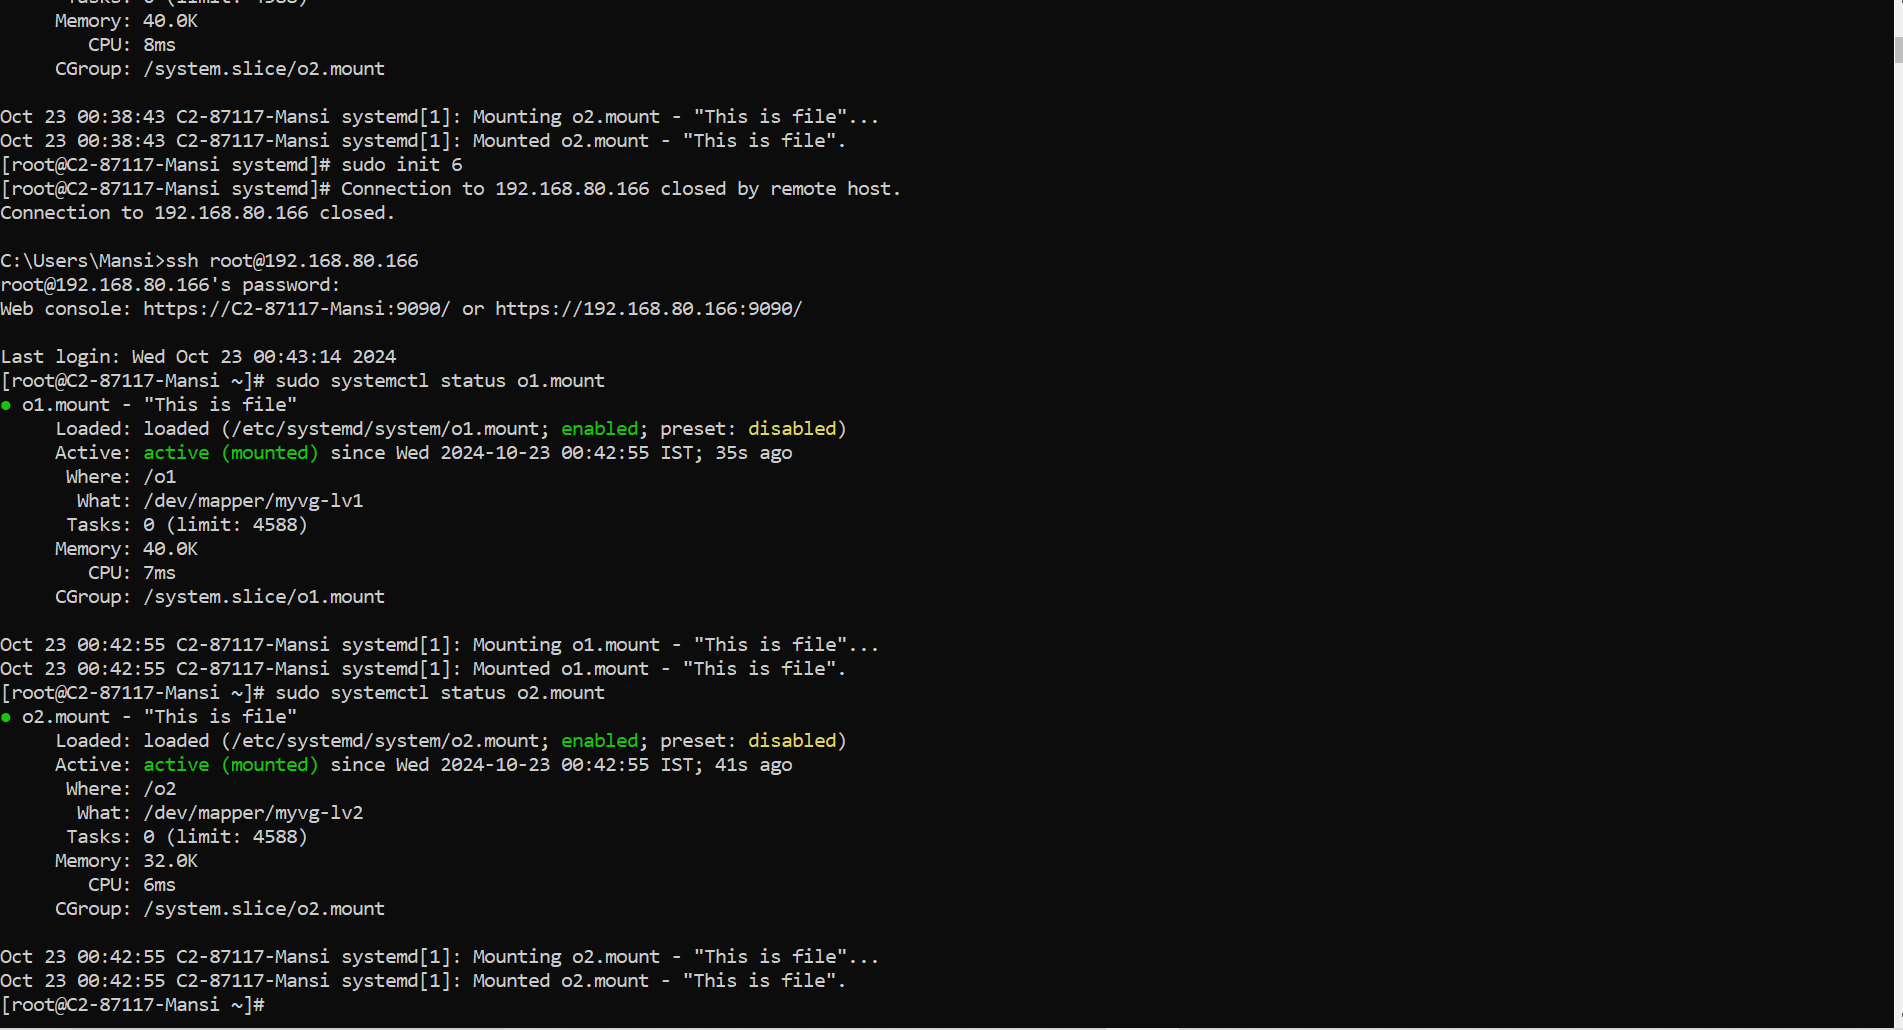 Tasks: 0 (limit: 4588)
Memory: 40.0K
CPU: 8ms
CGroup: /system.slice/o2.mount
Oct 23 00:38:43 C2-87117-Mansi systemd[1]: Mounting o2.mount - "This is file"...
Oct 23 00:38:43 C2-87117-Mansi systemd[1]: Mounted o2.mount - "This is file".
[root@C2-87117-Mansi systemd]# sudo init 6
[root@C2-87117-Mansi systemd]# Connection to 192.168.80.166 closed by remote host.
Connection to 192.168.80.166 closed.
C:\Users\Mansi>ssh root@192.168.80.166
root@192.168.80.166's password:
Web console: https://C2-87117-Mansi:9090/ or https://192.168.80.166:9090/
Last login: Wed Oct 23 00:43:14 2024
[root@C2-87117-Mansi ~]# sudo systemctl status o1.mount
● o1.mount - "This is file"
Loaded: loaded (/etc/systemd/system/o1.mount; enabled; preset: disabled)
Active: active (mounted) since Wed 2024-10-23 00:42:55 IST; 35s ago
Where: /o1
What: /dev/mapper/myvg-lv1
Tasks: 0 (limit: 4588)
Memory: 40.0K
CPU: 7ms
CGroup: /system.slice/o1.mount
Oct 23 00:42:55 C2-87117-Mansi systemd[1]: Mounting o1.mount - "This is file"...
Oct 23 00:42:55 C2-87117-Mansi systemd[1]: Mounted o1.mount - "This is file".
[root@C2-87117-Mansi ~]# sudo systemctl status o2.mount
● o2.mount - "This is file"
Loaded: loaded (/etc/systemd/system/o2.mount; enabled; preset: disabled)
Active: active (mounted) since Wed 2024-10-23 00:42:55 IST; 41s ago
Where: /o2
What: /dev/mapper/myvg-lv2
Tasks: 0 (limit: 4588)
Memory: 32.0K
CPU: 6ms
CGroup: /system.slice/o2.mount
Oct 23 00:42:55 C2-87117-Mansi systemd[1]: Mounting o2.mount - "This is file"...
Oct 23 00:42:55 C2-87117-Mansi systemd[1]: Mounted o2.mount - "This is file".
[root@C2-87117-Mansi ~]#